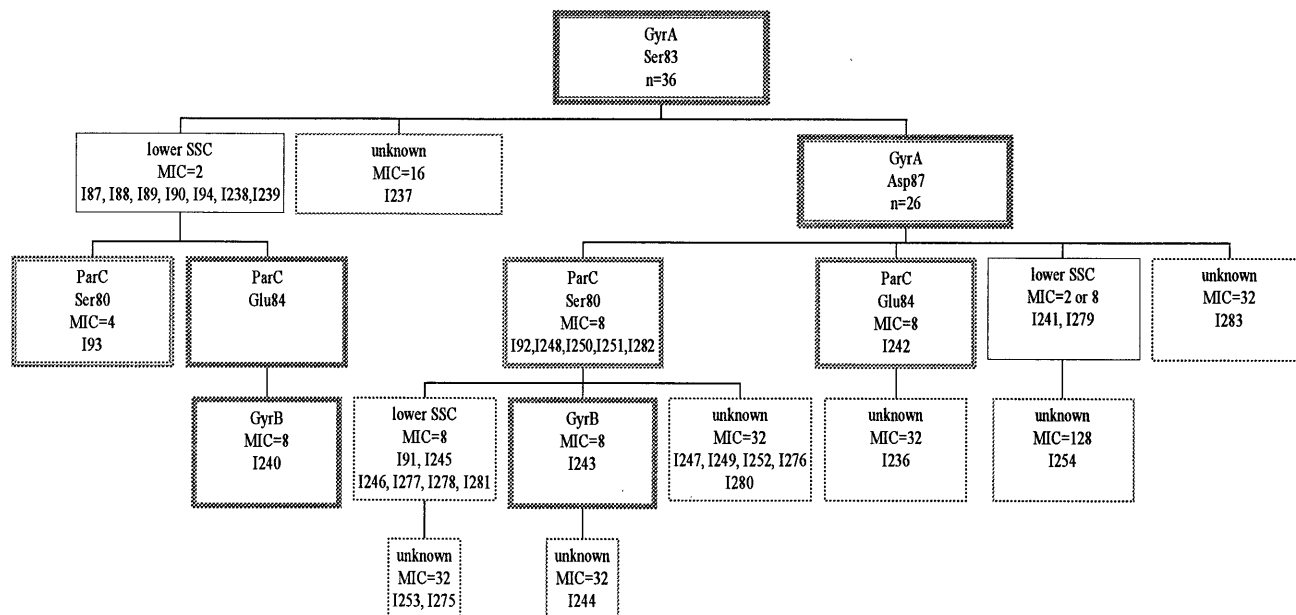 GyrA
Ser83
n=36
lower SSC
MIC=2
I87, I88, I89, I90, I94, I238,I239
unknown
MIC=16
I237
GyrA
Asp87
n=26
ParC
Ser80
MIC=4
I93
ParC
Glu84
ParC
Ser80
MIC=8
I92,I248,I250,I251,I282
ParC
Glu84
MIC=8
I242
lower SSC
MIC=2 or 8
I241, I279
unknown
MIC=32
I283
GyrB
MIC=8
I240
lower SSC
MIC=8
I91, I245
I246, I277, I278, I281
GyrB
MIC=8
I243
unknown
MIC=32
I247, I249, I252, I276
I280
unknown
MIC=32
I236
unknown
MIC=128
I254
unknown
MIC=32
I253, I275
unknown
MIC=32
I244